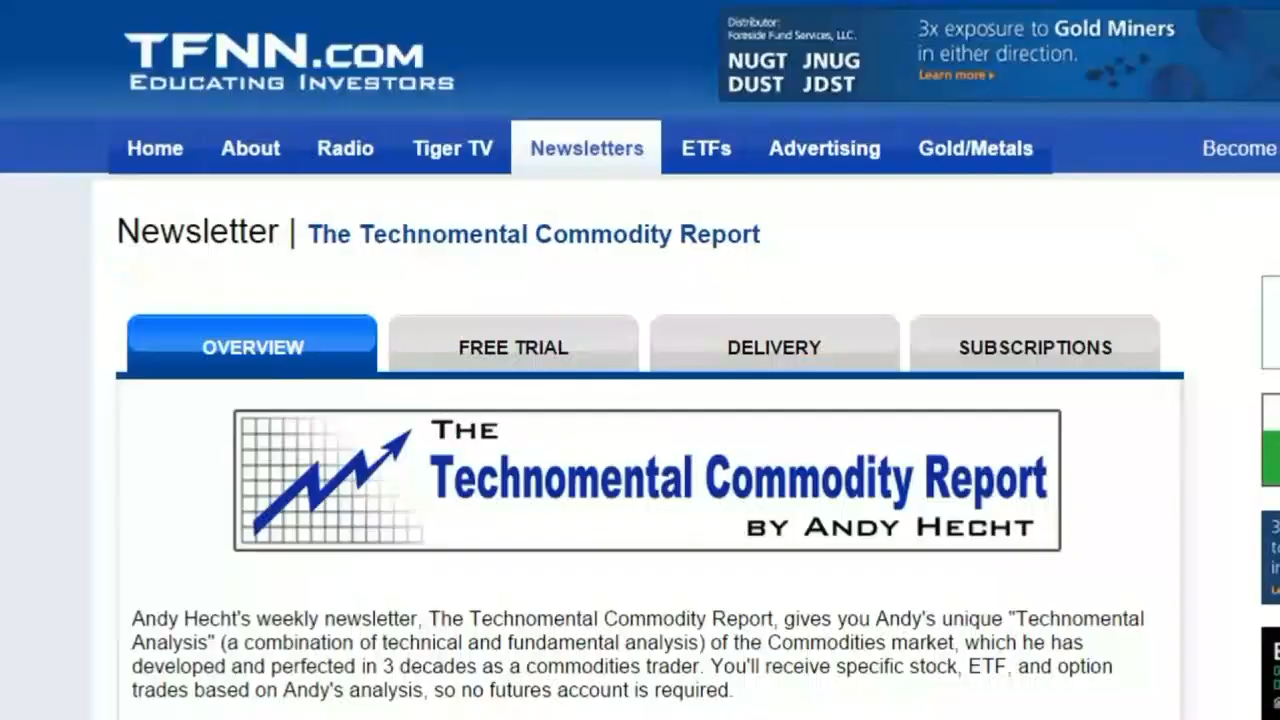 TFNN.COM
EDUCATING INVESTORS
Distributor:
Foreside Fund Services, LLC.
NUGT JNUG
DUST JDST
3x exposure to Gold Miners
in either direction.
Learn more
Home About Radio Tiger TV Newsletters ETFs Advertising Gold/Metals Become
Newsletter | The Technomental Commodity Report
OVERVIEW FREE TRIAL DELIVERY SUBSCRIPTIONS
THE
Technomental Commodity Report
BY ANDY HECHT
Andy Hecht's weekly newsletter, The Technomental Commodity Report, gives you Andy's unique "Technomental
Analysis" (a combination of technical and fundamental analysis) of the Commodities market, which he has
developed and perfected in 3 decades as a commodities trader. You'll receive specific stock, ETF, and option
trades based on Andy's analysis, so no futures account is required.